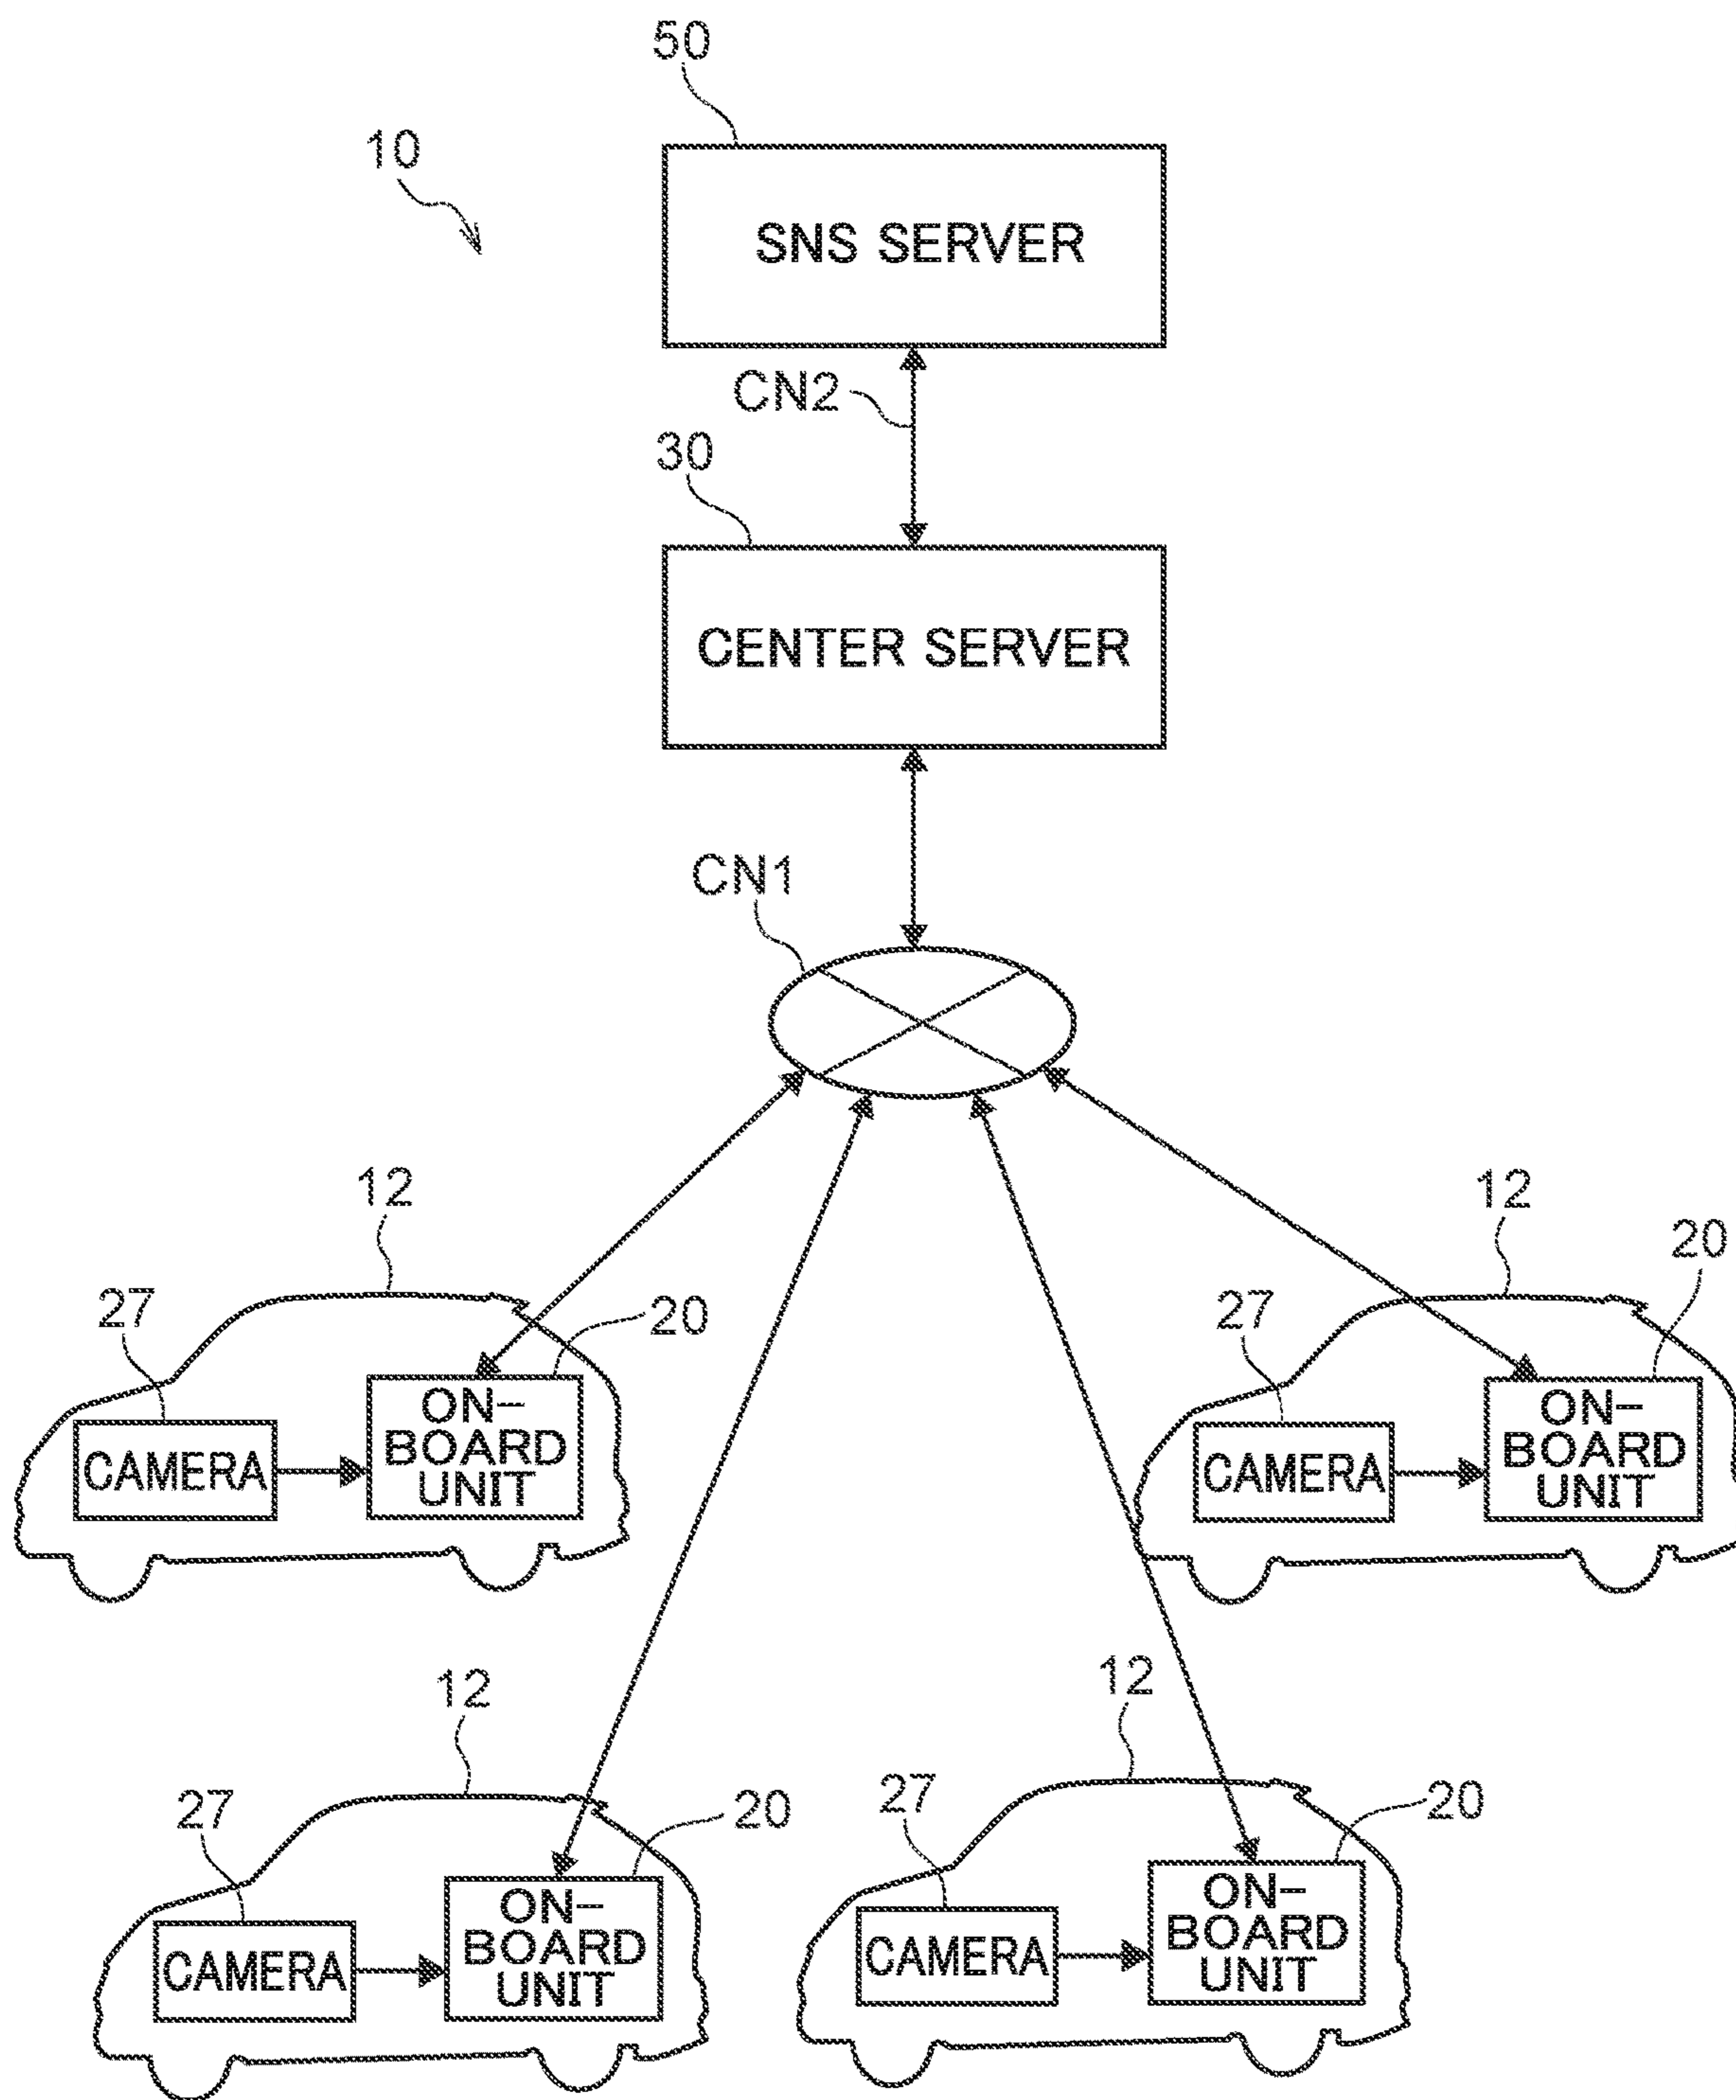 50
10
SNS SERVER
CN2
30
CENTER SERVER
CN1
12
12
20
27
20
27
ON-
BOARD
UNIT
CAMERA
ON-
BOARD
UNIT
CAMERA
12
12
27
20
27
20
ON-
BOARD
UNIT
CAMERA
ON-
BOARD
UNIT
CAMERA